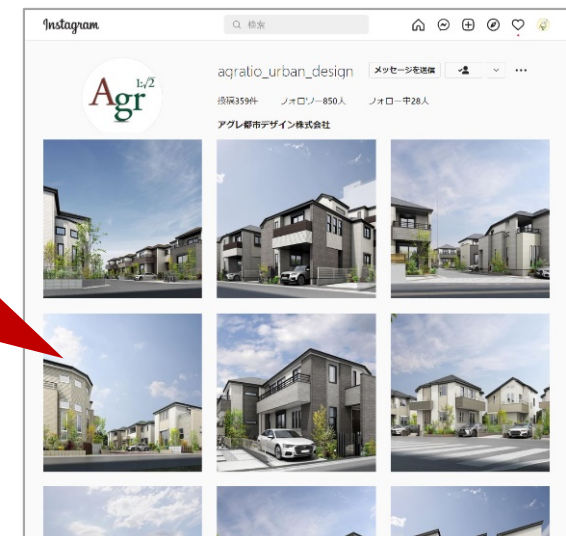 Instagram
検索
agratio_urban_design メッセージを送信
投稿359件 フォロワー850人 フォロー中28人
アグレ都市デザイン株式会社
Agr 1:√2